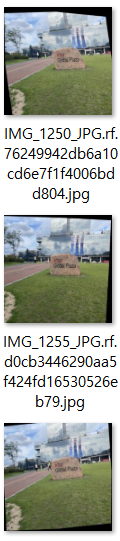 IMG_1250_JPG.rf.
76249942db6a10
cd6e7f1f4006bd
d804.jpg
IMG_1255_JPG.rf.
d0cb3446290aa5
f424fd16530526e
b79.jpg